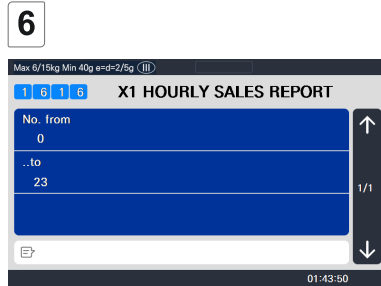 6
Max 6/15kg Min 40g e=d=2/5g (III)
1 6 1 6 X1 HOURLY SALES REPORT
No. from
0
..to
23
1/1
01:43:50